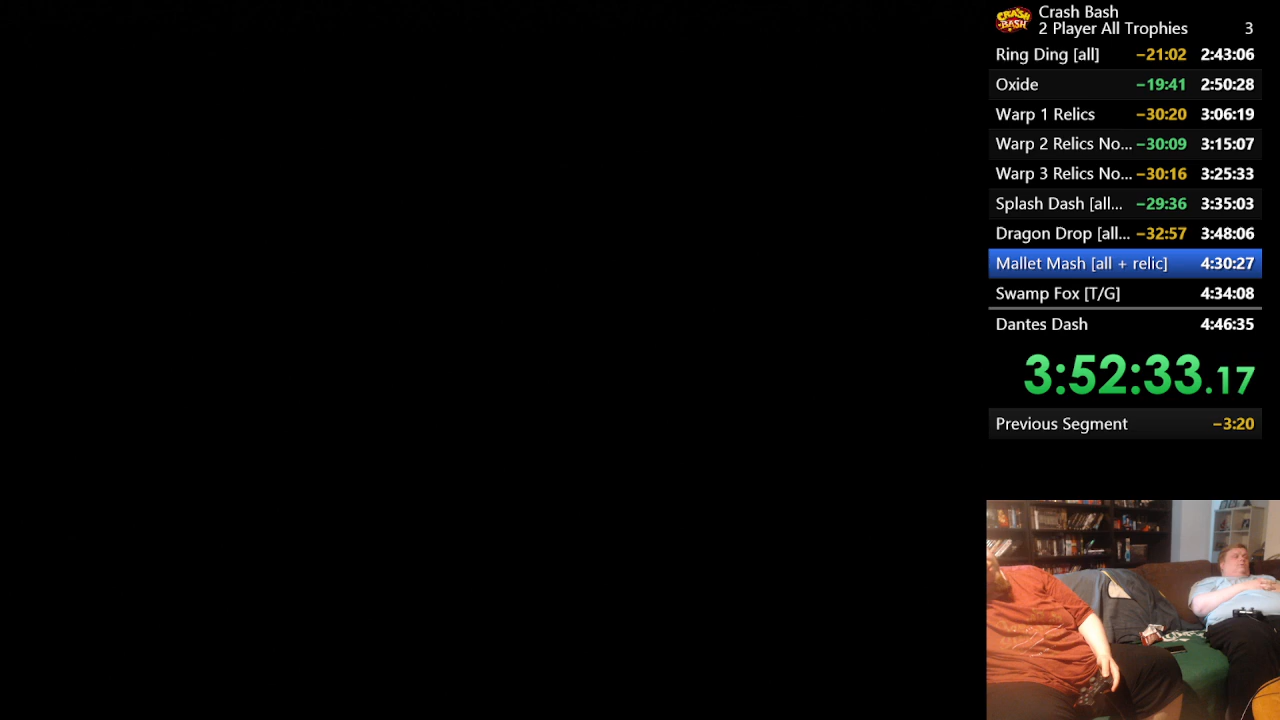 CRASH BASH
Crash Bash
2 Player All Trophies 3
Ring Ding [all] −21:02 2:43:06
Oxide −19:41 2:50:28
Warp 1 Relics −30:20 3:06:19
Warp 2 Relics No... −30:09 3:15:07
Warp 3 Relics No... −30:16 3:25:33
Splash Dash [all... −29:36 3:35:03
Dragon Drop [all... −32:57 3:48:06
Mallet Mash [all + relic] 4:30:27
Swamp Fox [T/G] 4:34:08
Dantes Dash 4:46:35
3:52:33.17
Previous Segment −3:20